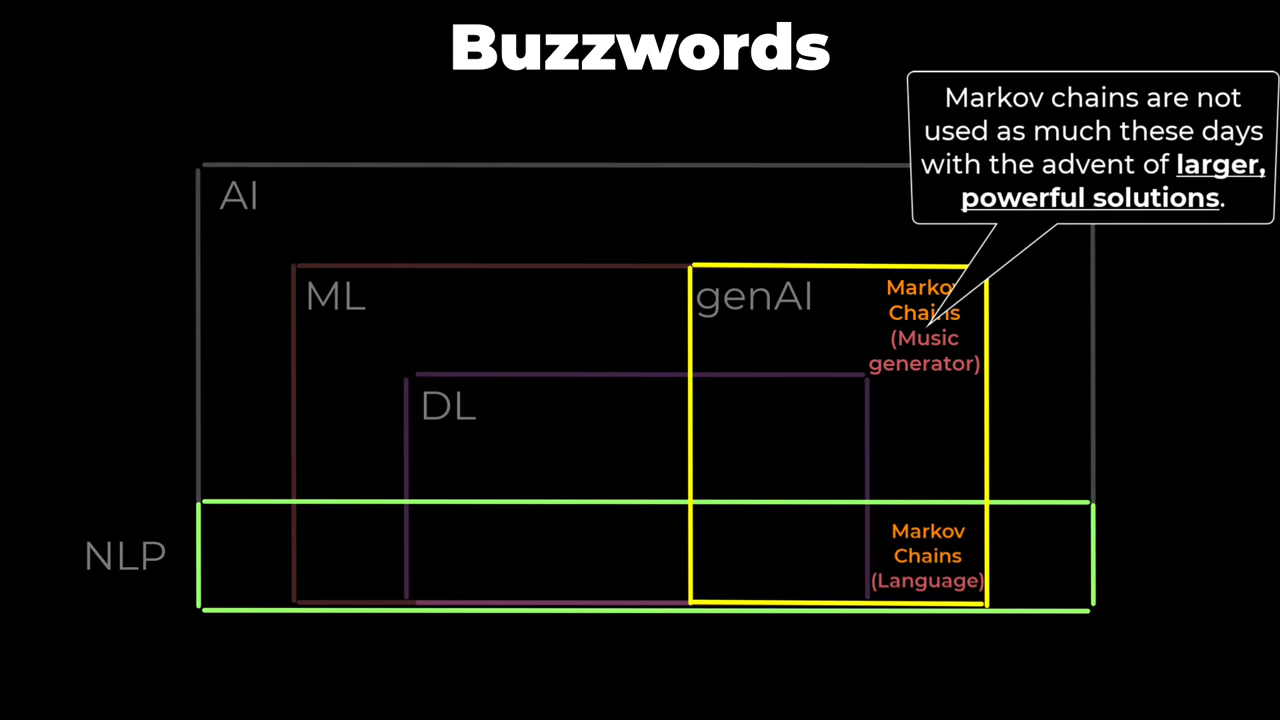 Buzzwords
Markov chains are not
used as much these days
with the advent of larger,
powerful solutions.
AI
ML
genAI
Markov
Chains
(Music
generator)
DL
NLP
Markov
Chains
(Language)